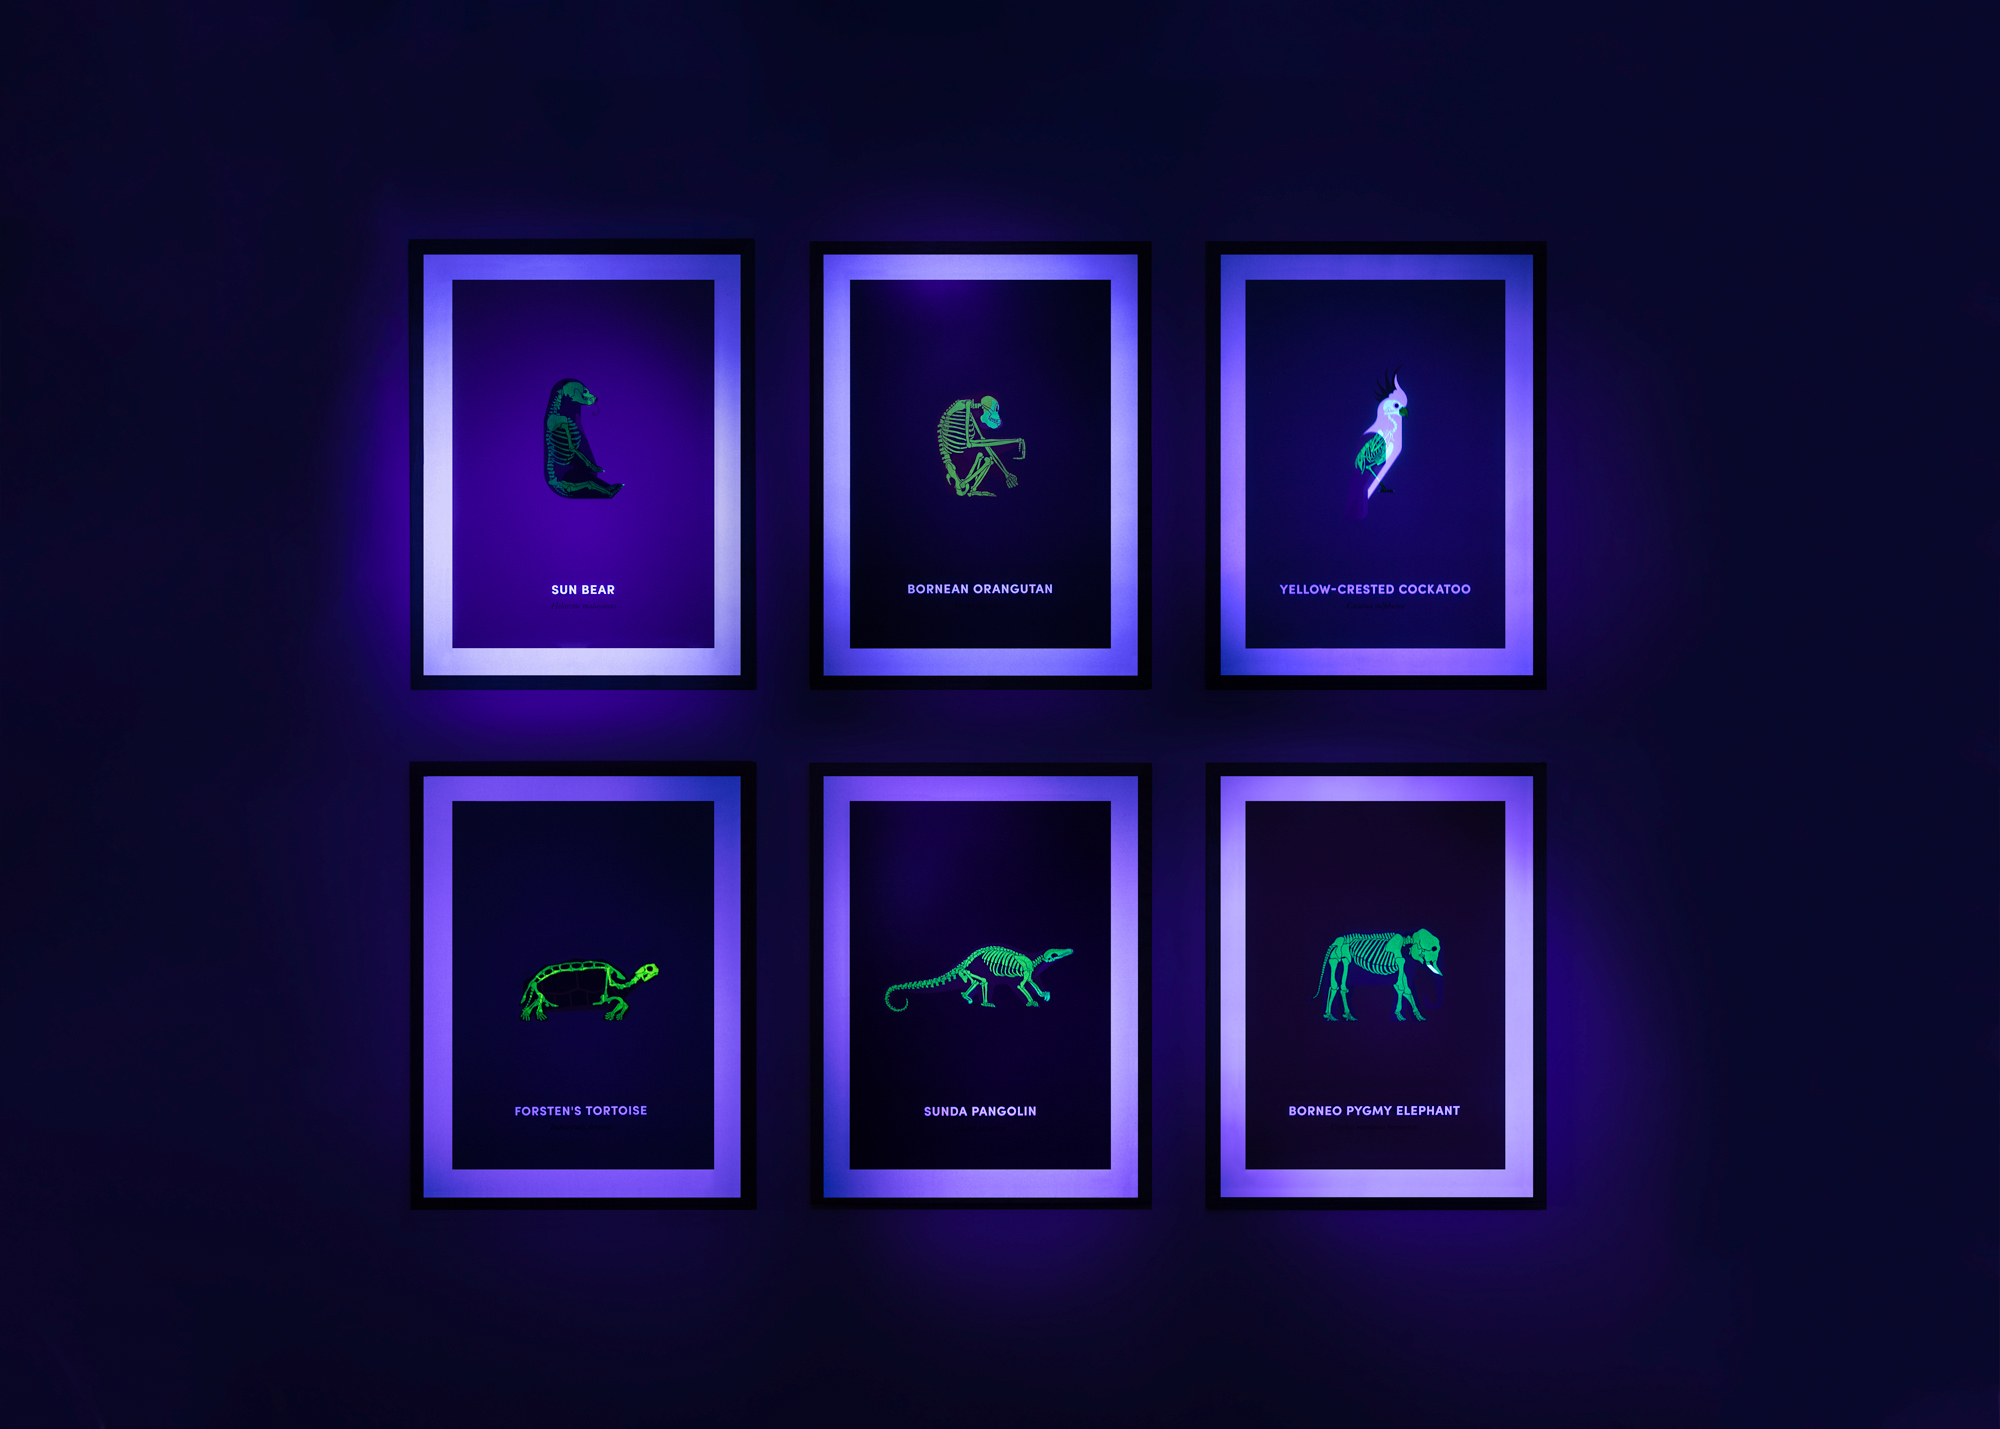 SUN BEAR
BORNEAN ORANGUTAN
YELLOW-CRESTED COCKATOO
FORSTEN'S TORTOISE
SUNDA PANGOLIN
BORNEO PYGMY ELEPHANT